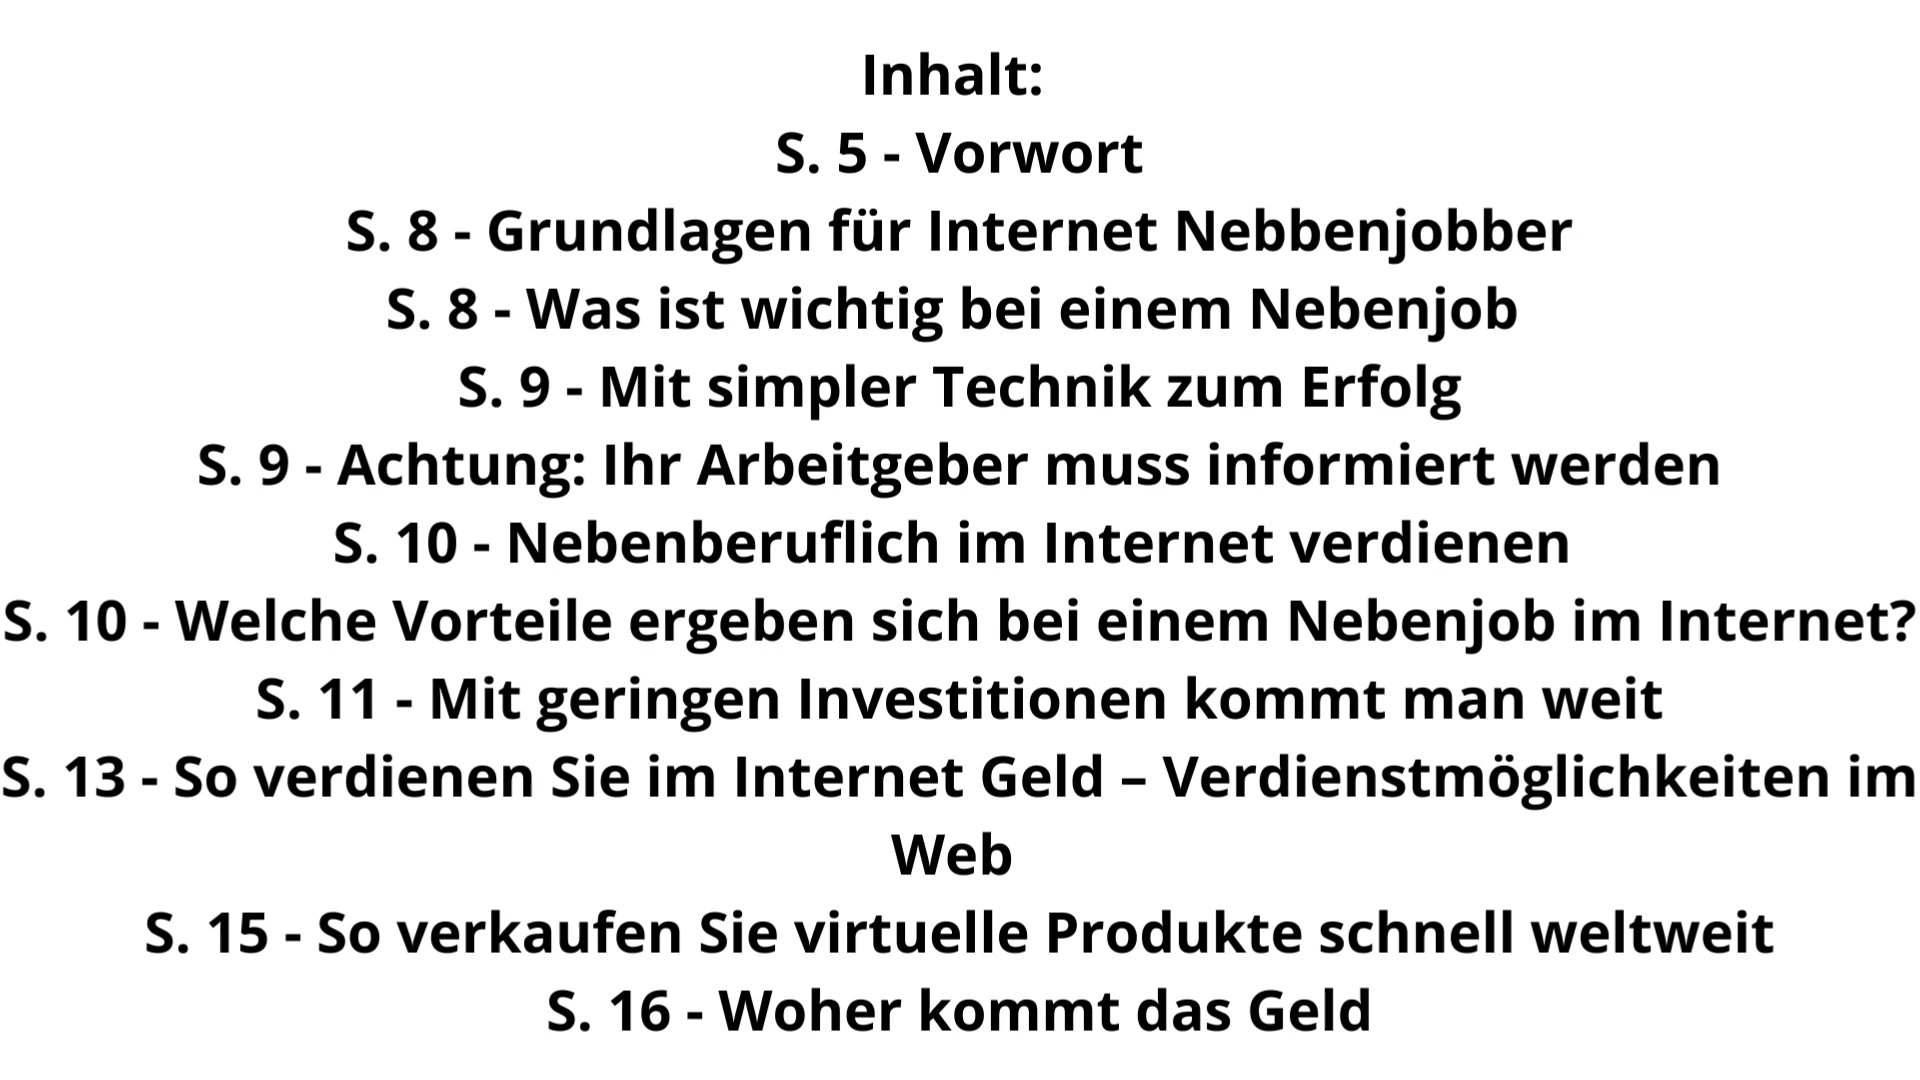 Inhalt:
S. 5 - Vorwort
S. 8 - Grundlagen für Internet Nebbenjobber
S. 8 - Was ist wichtig bei einem Nebenjob
S. 9 - Mit simpler Technik zum Erfolg
S. 9 - Achtung: Ihr Arbeitgeber muss informiert werden
S. 10 - Nebenberuflich im Internet verdienen
S. 10 - Welche Vorteile ergeben sich bei einem Nebenjob im Internet?
S. 11 - Mit geringen Investitionen kommt man weit
S. 13 - So verdienen Sie im Internet Geld – Verdienstmöglichkeiten im
Web
S. 15 - So verkaufen Sie virtuelle Produkte schnell weltweit
S. 16 - Woher kommt das Geld